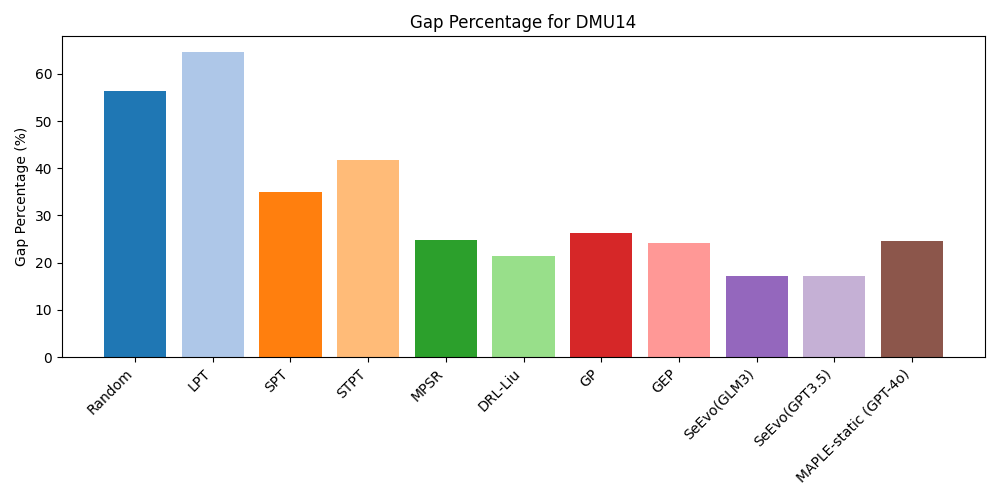 Gap Percentage for DMU14
Gap Percentage (%)
60
50
40
30
20
10
0
Random
LPT
SPT
STPT
MPSR
DRL-Liu
GP
GEP
SeEvo(GLM3)
SeEvo(GPT3.5)
MAPLE-static (GPT-4o)